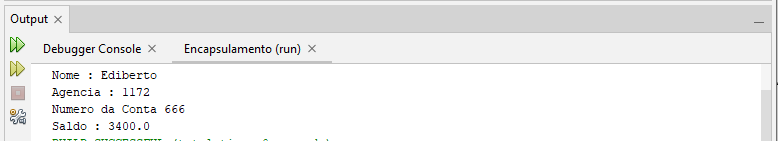 Output
Debugger Console
Encapsulamento (run)
Nome : Ediberto
Agencia : 1172
Numero da Conta 666
Saldo : 3400.0